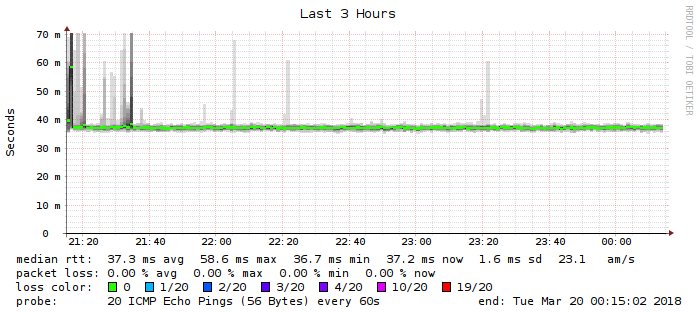 Last 3 Hours
RRDTOOL / TOBI OETIKER
Seconds
70 m
60 m
50 m
40 m
30 m
20 m
10 m
0
21:20 21:40 22:00 22:20 22:40 23:00 23:20 23:40 00:00
median rtt: 37.3 ms avg 58.6 ms max 36.7 ms min 37.2 ms now 1.6 ms sd 23.1 am/s
packet loss: 0.00 % avg 0.00 % max 0.00 % min 0.00 % now
loss color: 0 1/20 2/20 3/20 4/20 10/20 19/20
probe: 20 ICMP Echo Pings (56 Bytes) every 60s end: Tue Mar 20 00:15:02 2018